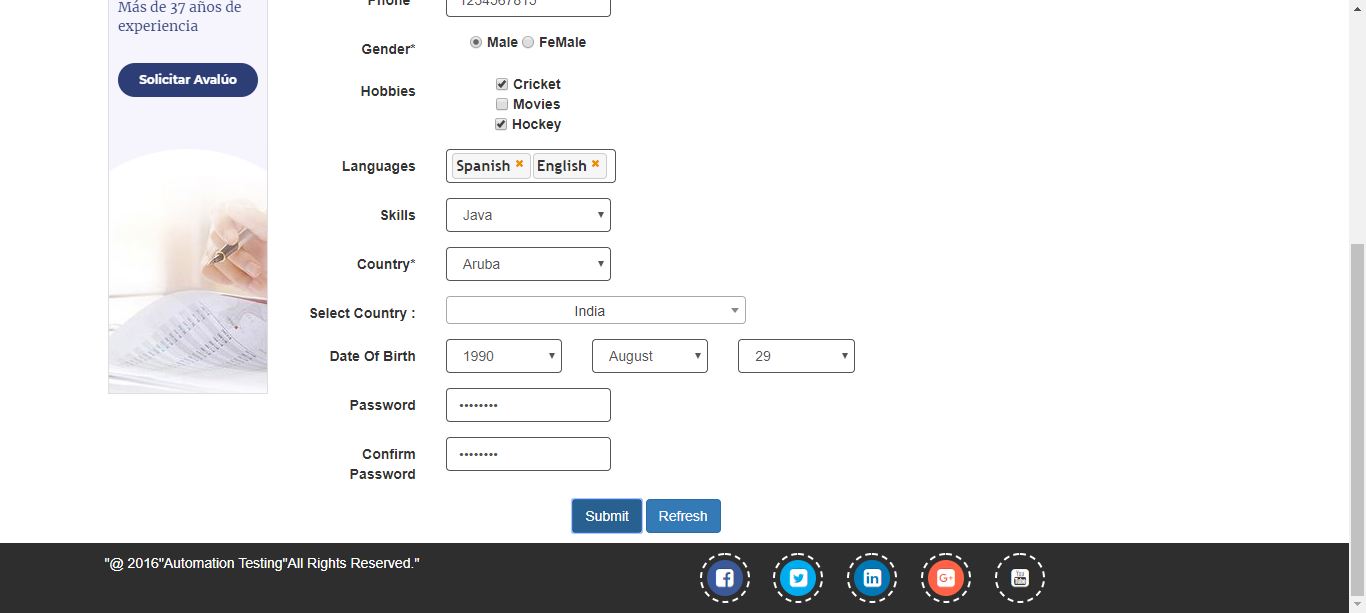 Más de 37 años de
experiencia
Solicitar Avalúo
Phone
1234567815
Gender*
Male FeMale
Hobbies
Cricket
Movies
Hockey
Languages
Spanish English
Skills
Java
Country*
Aruba
Select Country :
India
Date Of Birth
1990 August 29
Password
••••••••
Confirm
Password
••••••••
Submit Refresh
"@ 2016"Automation Testing"All Rights Reserved."
G+
You
Tube